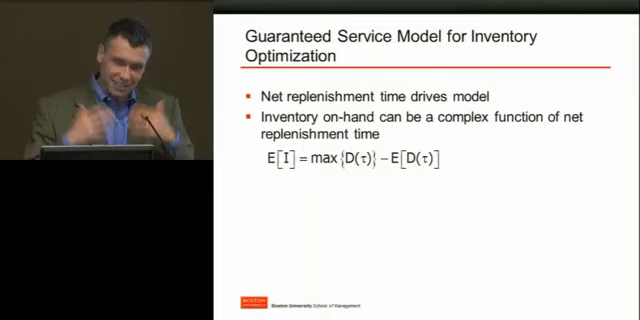 Guaranteed Service Model for Inventory
Optimization
Net replenishment time drives model
Inventory on-hand can be a complex function of net
replenishment time
E[I] = max{D(τ)} − E[D(τ)]
BOSTON
Boston University School of Management